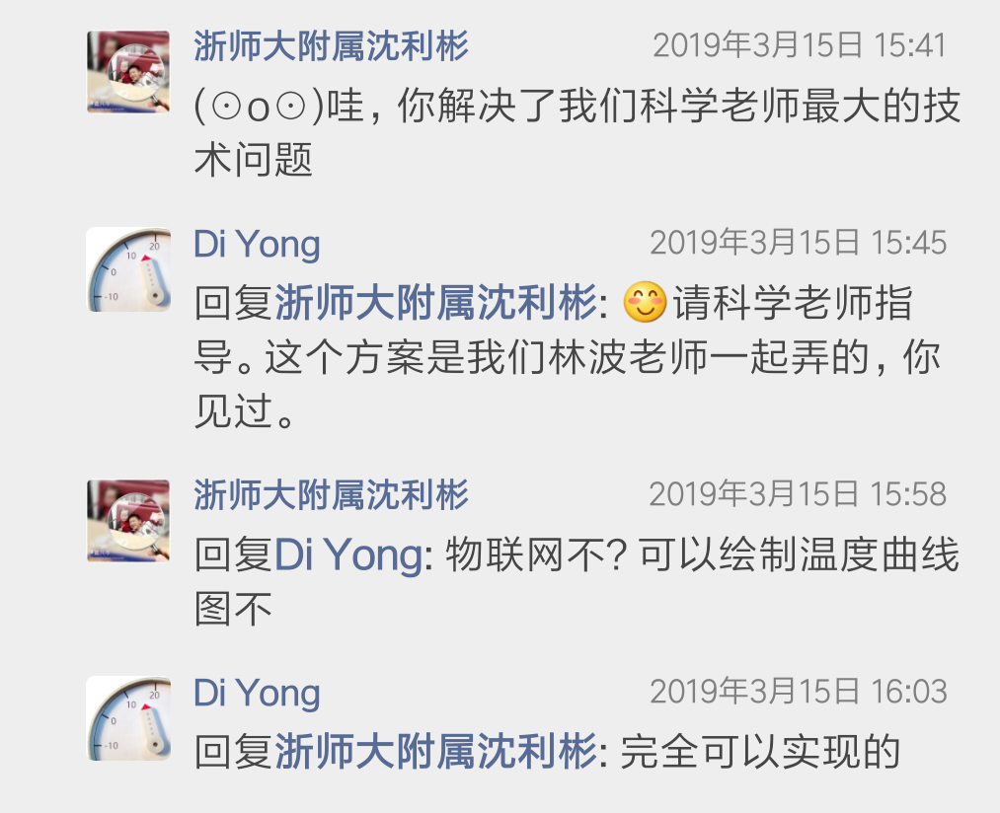 浙师大附属沈利彬 2019年3月15日 15:41
(⊙o⊙)哇，你解决了我们科学老师最大的技
术问题
Di Yong 2019年3月15日 15:45
回复浙师大附属沈利彬: 😊请科学老师指
导。这个方案是我们林波老师一起弄的，你
见过。
浙师大附属沈利彬 2019年3月15日 15:58
回复Di Yong: 物联网不？可以绘制温度曲线
图不
Di Yong 2019年3月15日 16:03
回复浙师大附属沈利彬: 完全可以实现的
20
10
0
-10
20
10
0
-10